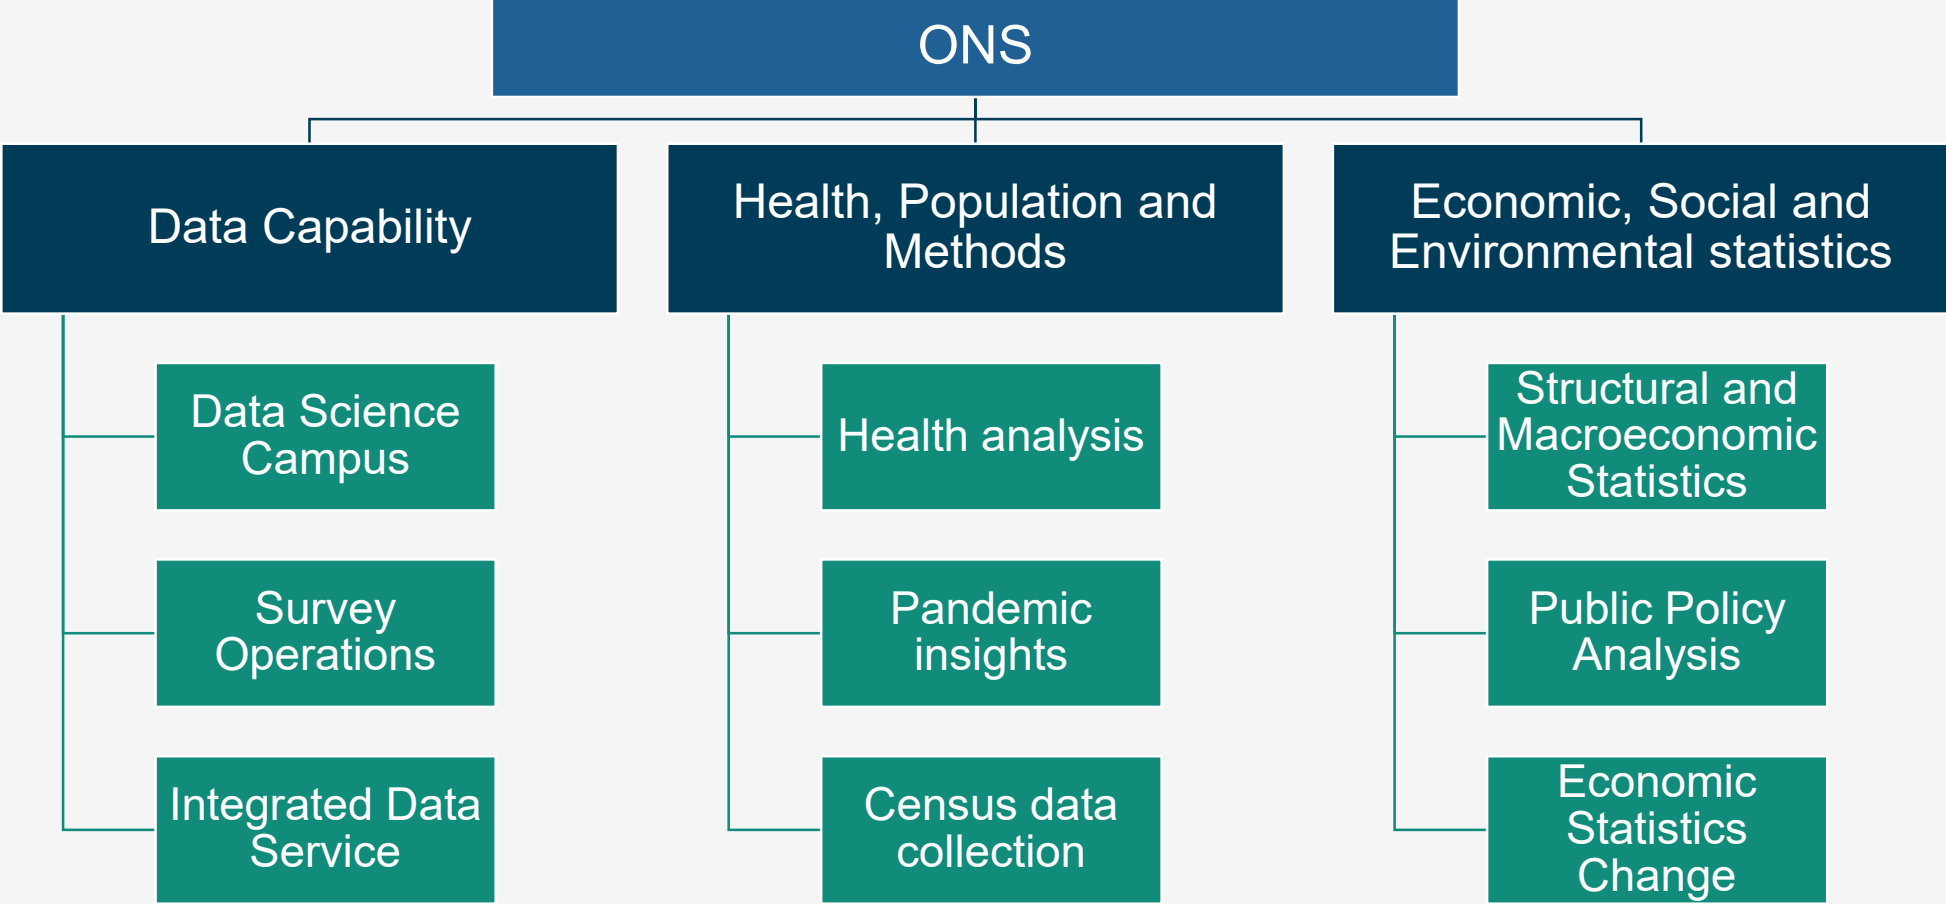 ONS
Data Capability
Data Science
Campus
Survey
Operations
Integrated Data
Service
Health, Population and
Methods
Health analysis
Pandemic
insights
Census data
collection
Economic, Social and
Environmental statistics
Structural and
Macroeconomic
Statistics
Public Policy
Analysis
Economic
Statistics
Change